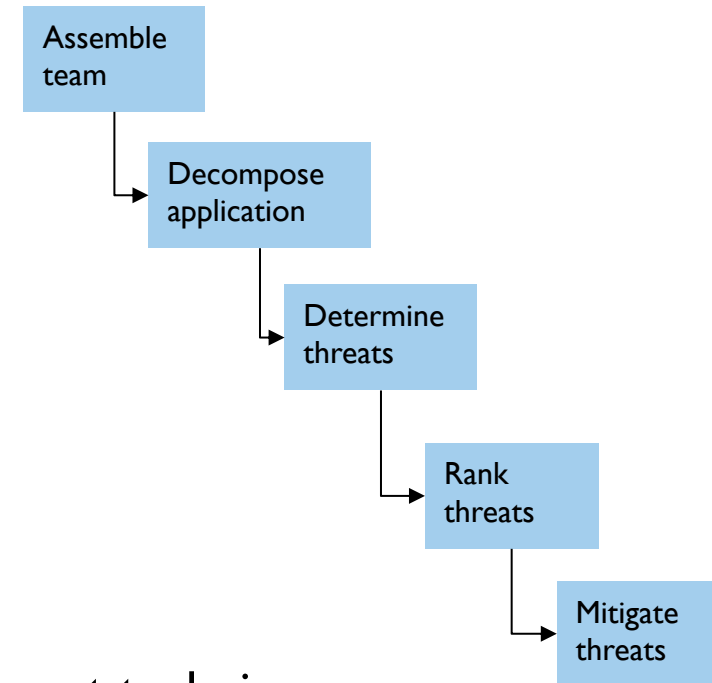 Assemble
team
Decompose
application
Determine
threats
Rank
threats
Mitigate
threats